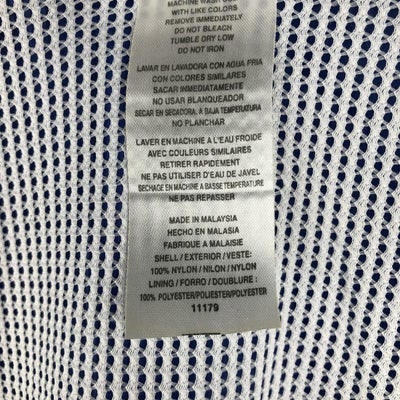 MACHINE WASH
WITH LIKE COLORS
REMOVE IMMEDIATELY
DO NOT BLEACH
TUMBLE DRY LOW
DO NOT IRON
LAVAR EN LAVADORA CON AGUA FRIA
CON COLORES SIMILARES
SACAR IMMEDIATAMENTE
NO USAR BLANQUEADOR
SECAR EN SECADORA, A BAJA TEMPERATURA
NO PLANCHAR
LAVER EN MACHINE A L'EAU FROIDE
AVEC COULEURS SIMILAIRES
RETIRER RAPIDEMENT
NE PAS UTILISER D'EAU DE JAVEL
SECHAGE EN MACHINE A BASSE TEMPERATURE
NE PAS REPASSER
MADE IN MALAYSIA
HECHO EN MALASIA
FABRIQUE A MALAISIE
SHELL / EXTERIOR / VESTE:
100% NYLON / NILON / NYLON
LINING / FORRO / DOUBLURE :
100% POLYESTER/POLIESTER/POLYESTER
11179